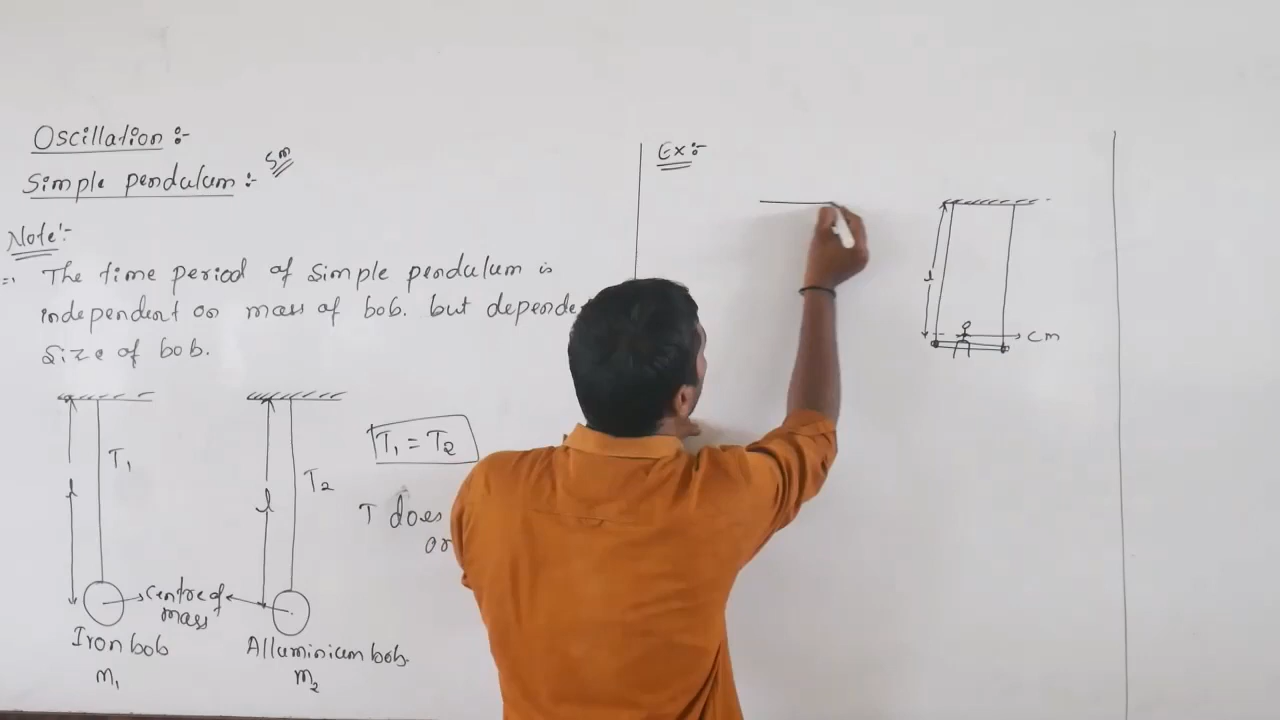 Oscillation:-
Simple pendulum:- Sm
Note:-
=> The time period of simple pendulum is
independent on mass of bob. but depende
size of bob.
l T1
l T2
T1 = T2
T does
on
centre of
mass
Iron bob
m1
Alluminium bob.
m2
Ex:-
l
cm